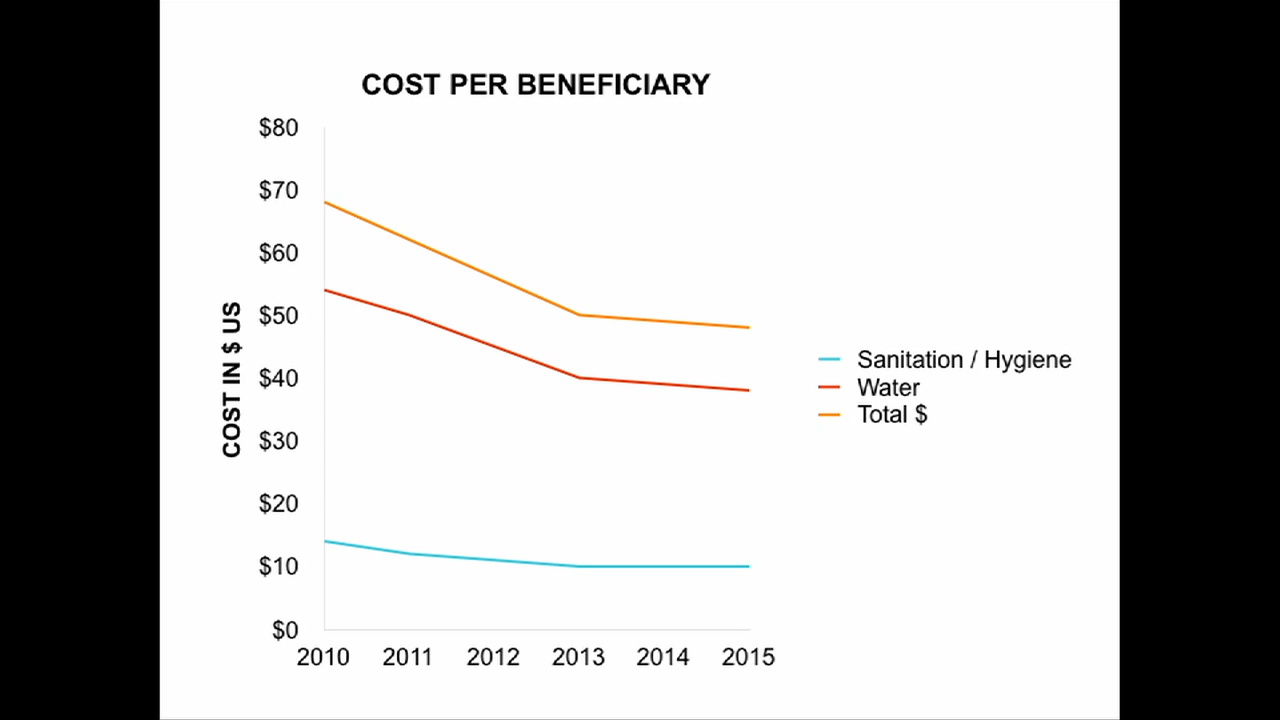 COST PER BENEFICIARY
$80
$70
$60
$50
$40
$30
$20
$10
$0
COST IN $ US
2010 2011 2012 2013 2014 2015
Sanitation / Hygiene
Water
Total $